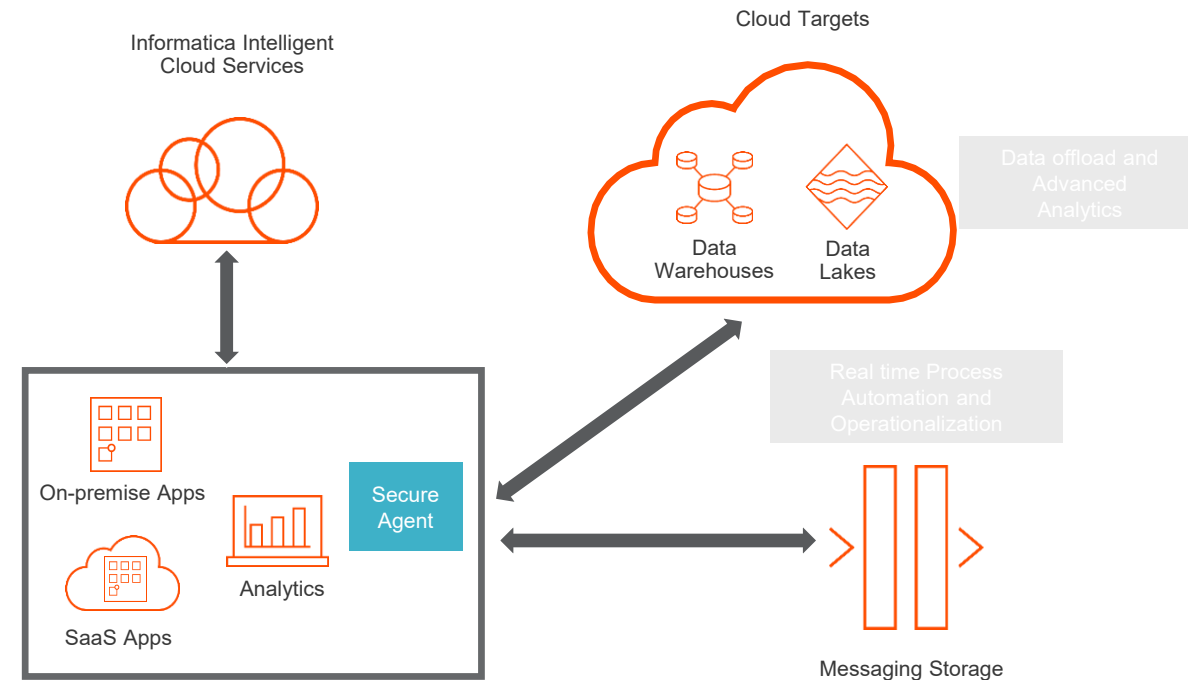 Cloud Targets
Informatica Intelligent
Cloud Services
Data offload and
Advanced
Analytics
Data
Warehouses
Data
Lakes
Real time Process
Automation and
Operationalization
On-premise Apps
Secure
Agent
Analytics
SaaS Apps
Messaging Storage